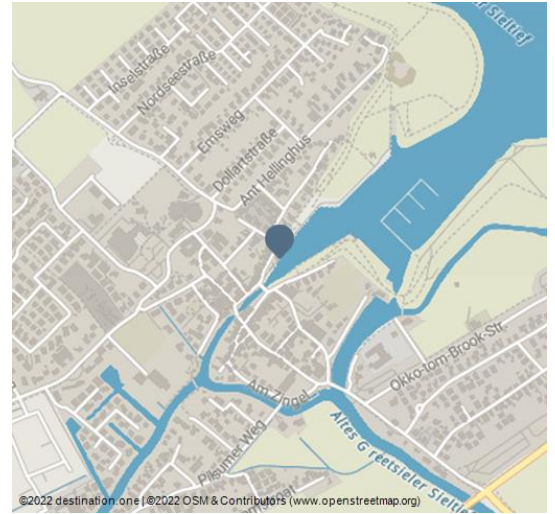 Sieltief
Inselstraße
Nordseestraße
Emsweg
Dollartstraße
Ant Hellinghus
Okko-tom-Brook-Str.
Am Zingel
Altes Greetsieler Sieltief
Pilsumer Weg
©2022 destination.one | ©2022 OSM & Contributors (www.openstreetmap.org)